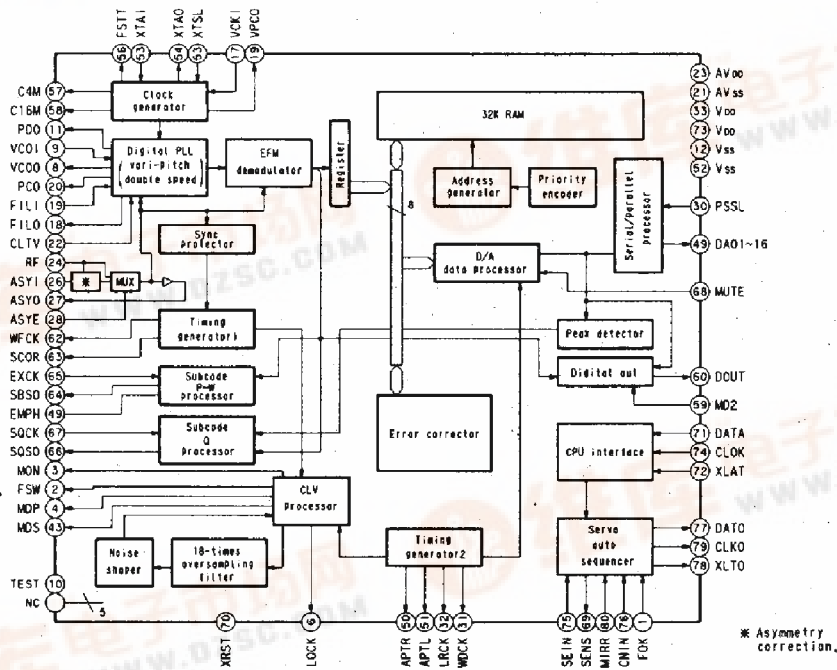 FSTT
XTAI
XTAO
XTSL
VCKI
VPCO
56
53
54
53
17
19
C4M 57
C16M 58
PDO 11
VCOI 9
VCOO 8
PCO 20
FILI 19
FILO 18
CLTV 22
RF 24
ASYI 26
ASYO 27
ASYE 28
WFCK 62
SCOR 63
EXCK 65
SBSO 64
EMPH 49
SQCK 67
SQSO 66
MON 3
FSW 2
MDP 4
MDS 43
TEST 10
NC
5
Clock
generator
Digital PLL
( vari-pitch
double speed )
EFM
demodulator
Register
Sync
protector
*
MUX
Timing
generator1
Subcode
P-W
processor
Subcode
Q
processor
CLV
processor
Noise
shaper
18-times
oversampling
filter
32K RAM
Address
generator
Priority
encoder
8
D/A
data processor
Serial/Parallel
processor
Peak detector
Digital out
Error corrector
CPU interface
Servo
auto
sequencer
Timing
generator2
23 AVDD
21 AVSS
33 VDD
73 VDD
12 VSS
52 VSS
30 PSSL
49 DA01~16
68 MUTE
60 DOUT
59 MD2
71 DATA
74 CLOK
72 XLAT
77 DATO
79 CLKO
78 XLTO
70
6
50
51
32
31
75
69
80
76
1
XRST
LOCK
APTR
APTL
LRCK
WDCK
SEIN
SENS
MIRR
CNIN
FOK
* Asymmetry
correction.
WWW.DZSC.COM